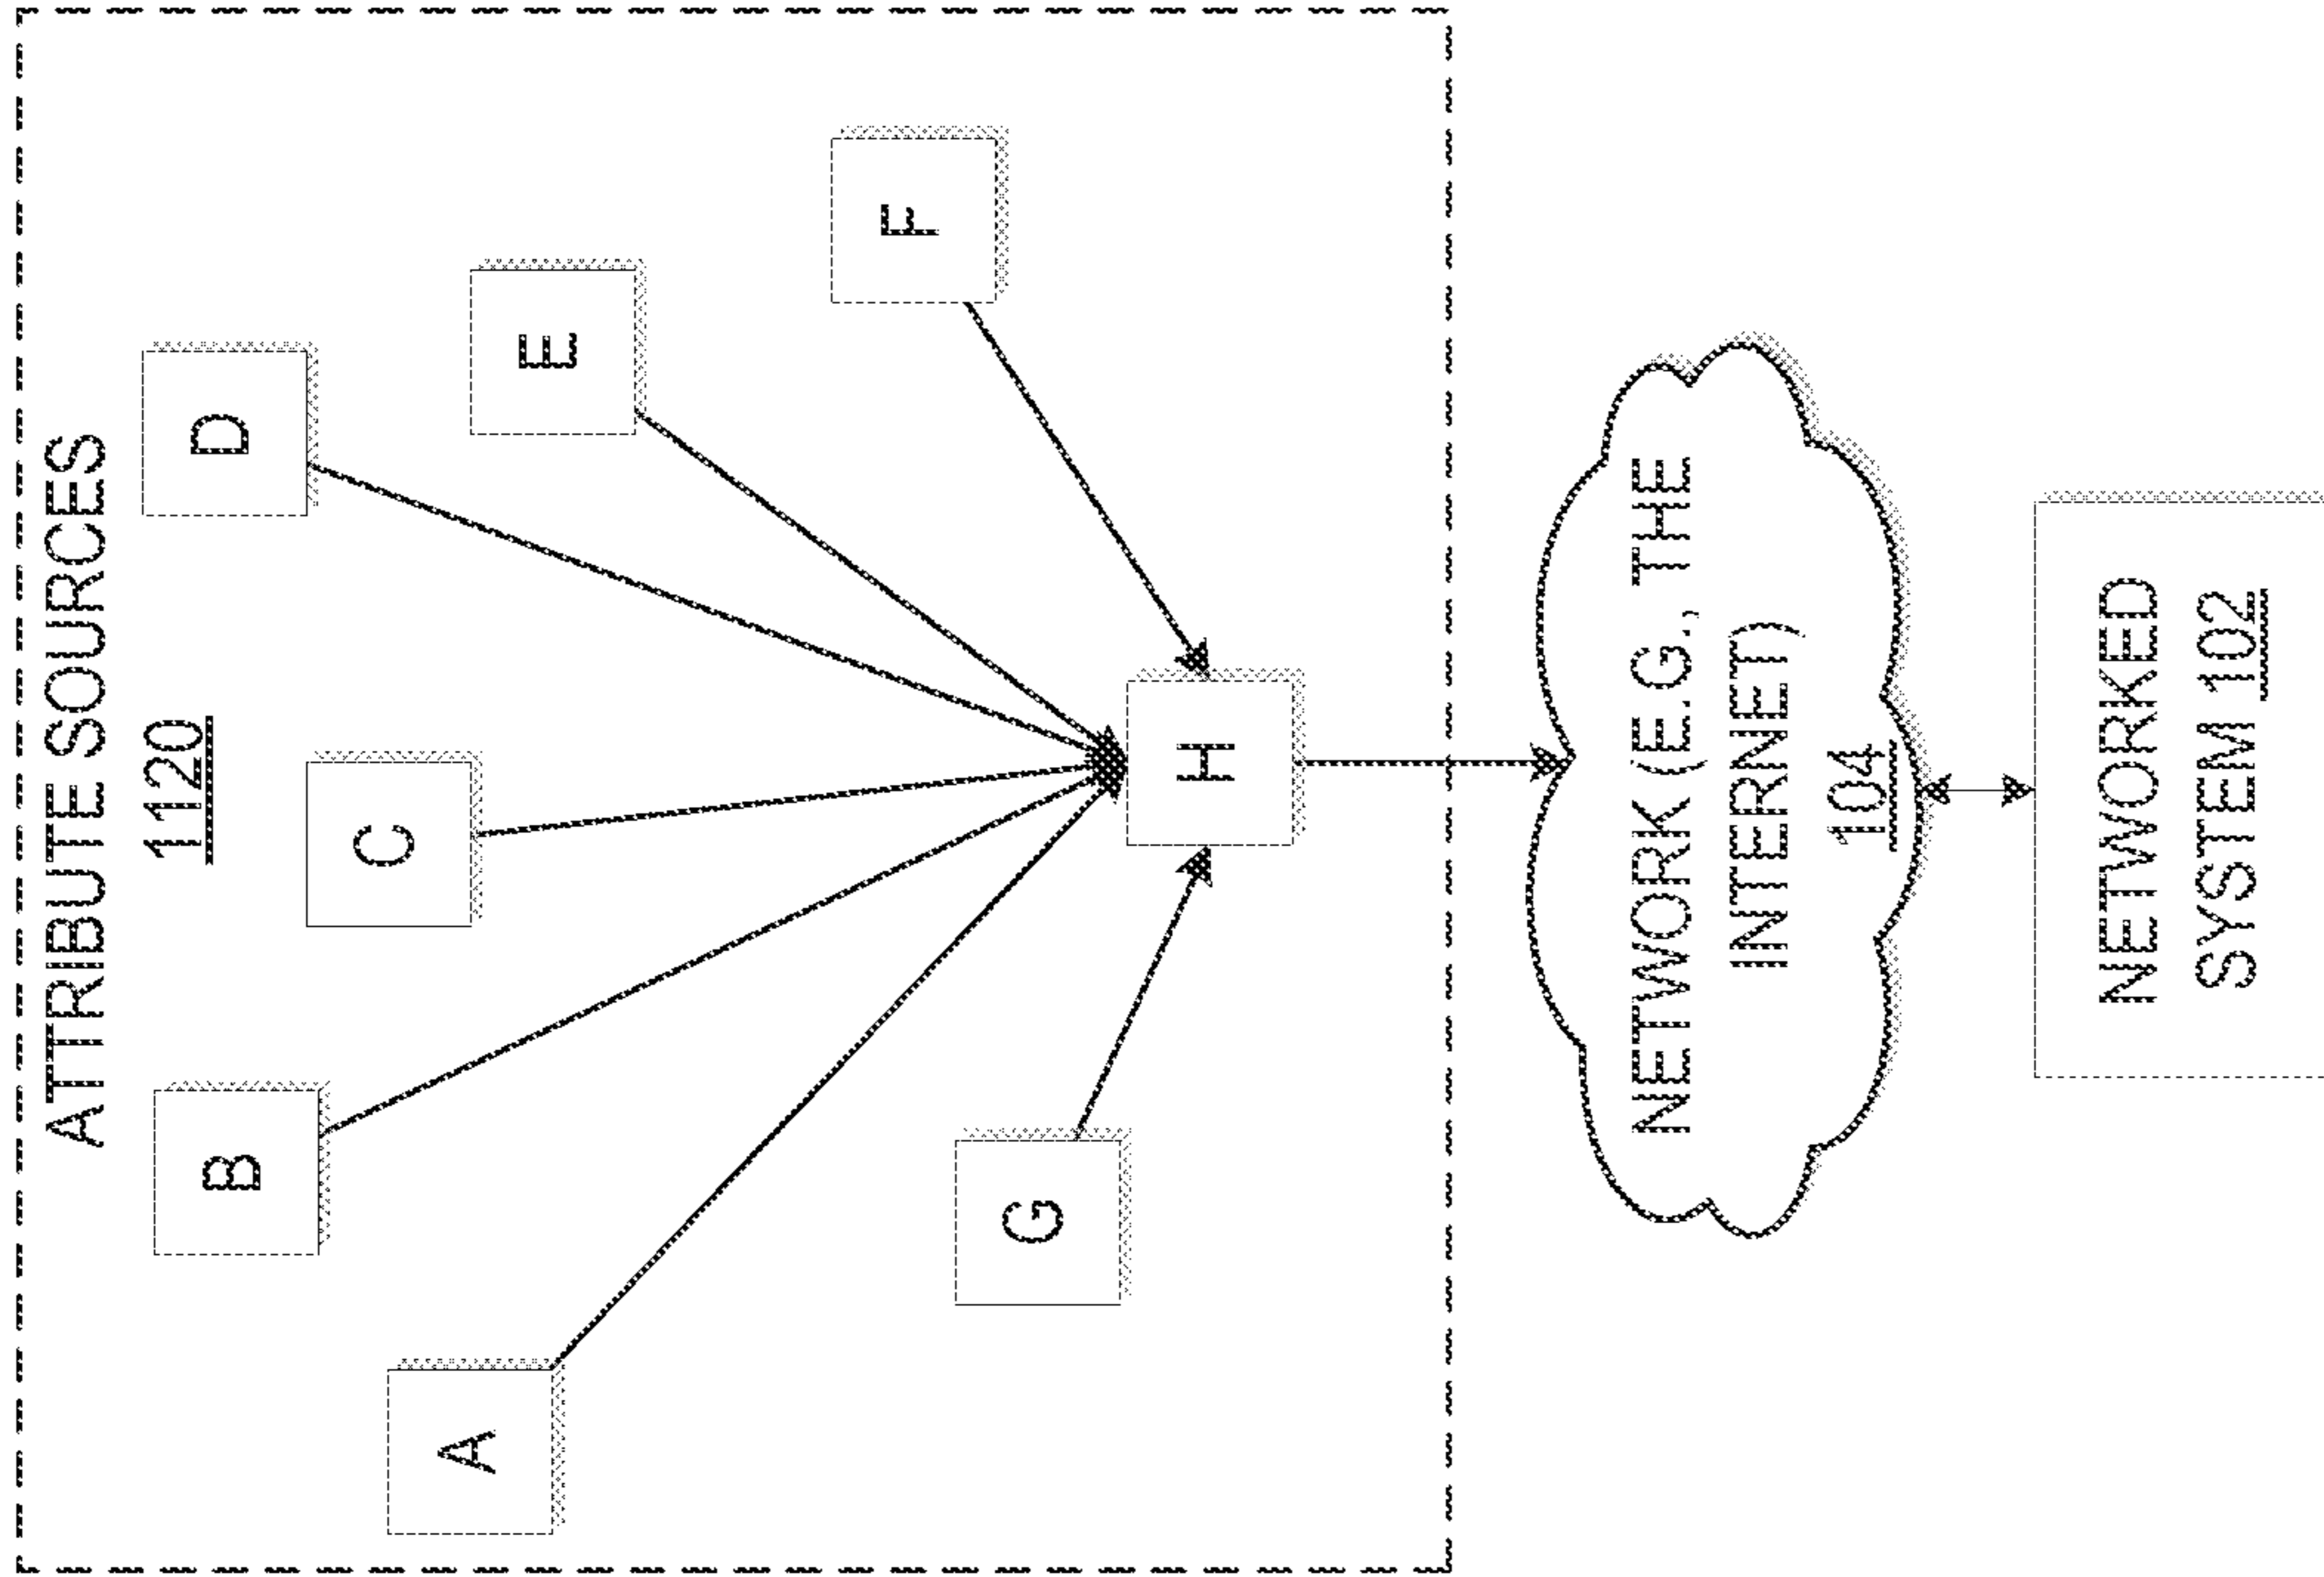 ATTRIBUTE SOURCES
1120
A
B
C
D
E
F
G
H
NETWORK (E.G., THE
INTERNET)
104
NETWORKED
SYSTEM 102